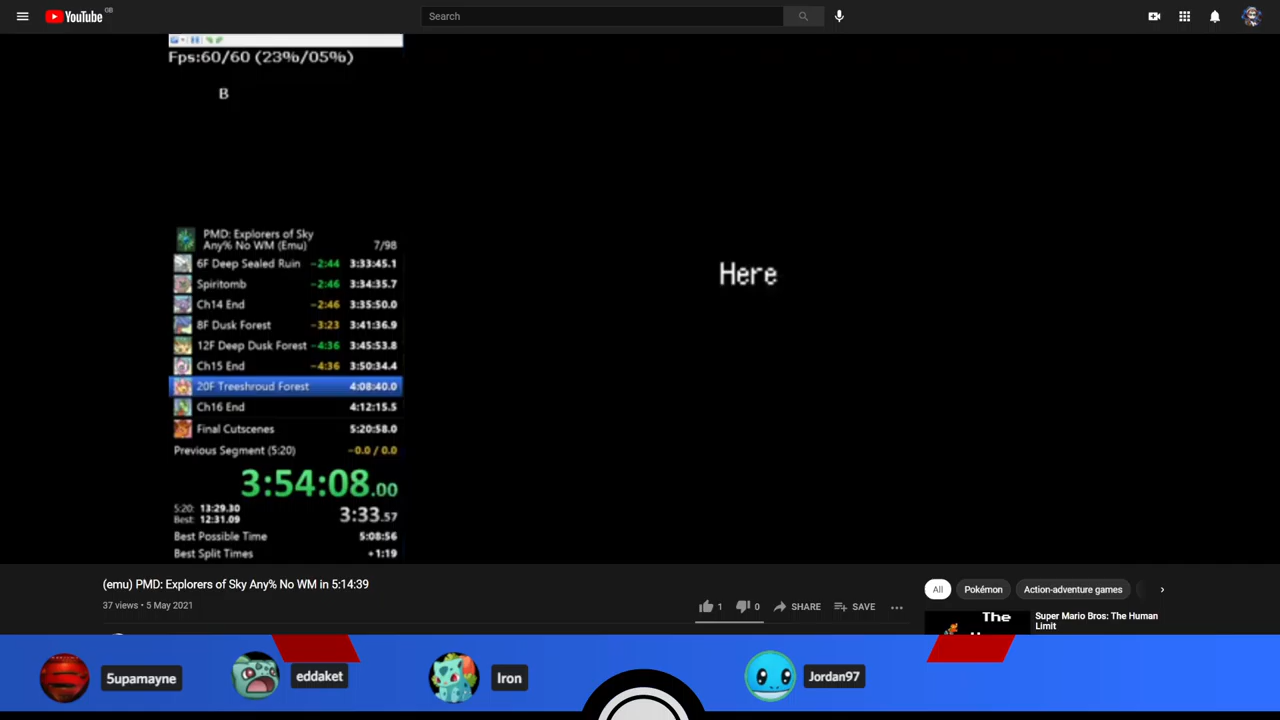 YouTube GB
Search
Fps:60/60 (23%/05%)
B
PMD: Explorers of Sky
Any% No WM (Emu) 7/98
6F Deep Sealed Ruin -2:44 3:33:45.1
Spiritomb -2:46 3:34:35.7
Ch14 End -2:46 3:35:50.0
8F Dusk Forest -3:23 3:41:36.9
12F Deep Dusk Forest -4:36 3:45:53.8
Ch15 End -4:36 3:50:34.4
20F Treeshroud Forest 4:08:40.0
Ch16 End 4:12:15.5
Final Cutscenes 5:20:58.0
Previous Segment (5:20) -0.0 / 0.0
3:54:08.00
5:20: 13:29.30
Best: 12:31.09
3:33.57
Best Possible Time 5:08:56
Best Split Times +1:19
Here
(emu) PMD: Explorers of Sky Any% No WM in 5:14:39
37 views • 5 May 2021
1 0 SHARE SAVE
All Pokémon Action-adventure games
The
Super Mario Bros: The Human
Limit
5upamayne eddaket Iron Jordan97